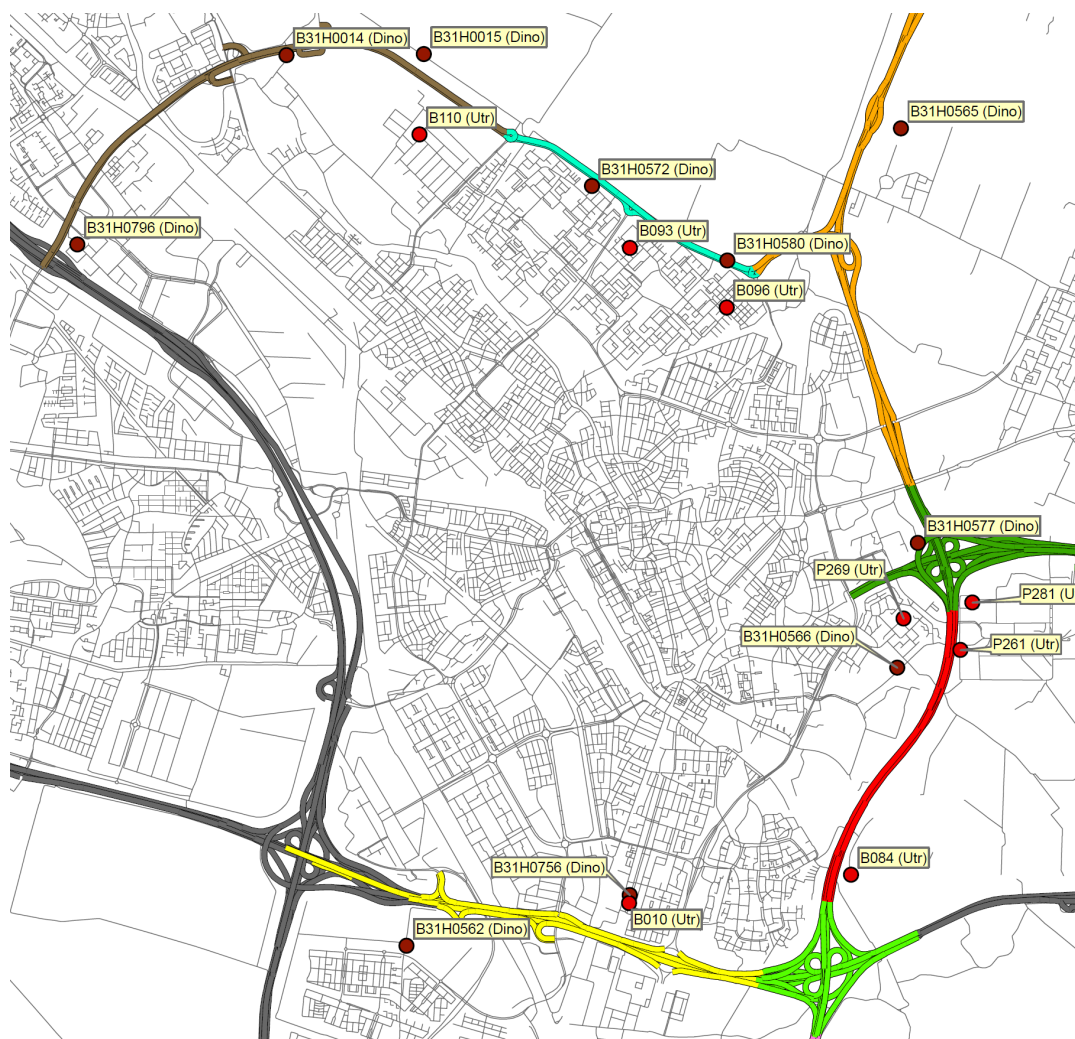 B31H0014 (Dino)
B31H0015 (Dino)
B110 (Utr)
B31H0565 (Dino)
B31H0572 (Dino)
B31H0796 (Dino)
B093 (Utr)
B31H0580 (Dino)
B096 (Utr)
B31H0577 (Dino)
P269 (Utr)
P281 (U
B31H0566 (Dino)
P261 (Utr)
B31H0756 (Dino)
B084 (Utr)
B010 (Utr)
B31H0562 (Dino)